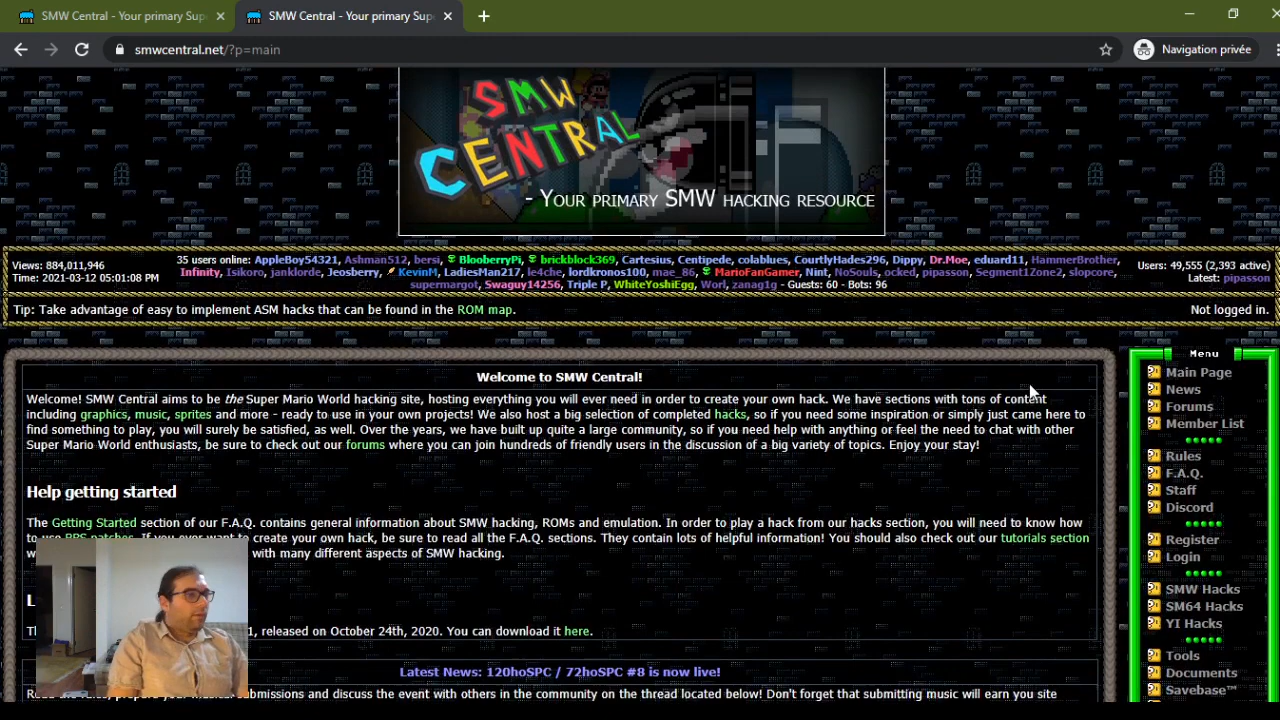 SMW Central - Your primary Sup
SMW Central - Your primary Sup
smwcentral.net/?p=main
Navigation privée
SMW
CENTRAL
- YOUR PRIMARY SMW HACKING RESOURCE
Views: 884,011,946
Time: 2021-03-12 05:01:08 PM
35 users online: AppleBoy54321, Ashman512, bersi, BlooberryPi, brickblock369, Cartesius, Centipede, colablues, CourtlyHades296, Dippy, Dr.Moe, eduard11, HammerBrother,
Infinity, Isikoro, janklorde, Jeosberry, KevinM, LadiesMan217, le4che, lordkronos100, mae_86, MarioFanGamer, Nint, NoSouls, ocked, pipasson, Segment1Zone2, slopcore,
supermargot, Swaguy14256, Triple P, WhiteYoshiEgg, Worl, zanag1g - Guests: 60 - Bots: 96
Users: 49,555 (2,393 active)
Latest: pipasson
Tip: Take advantage of easy to implement ASM hacks that can be found in the ROM map.
Not logged in.
Welcome to SMW Central!
Welcome! SMW Central aims to be the Super Mario World hacking site, hosting everything you will ever need in order to create your own hack. We have sections with tons of content
including graphics, music, sprites and more - ready to use in your own projects! We also host a big selection of completed hacks, so if you need some inspiration or simply just came here to
find something to play, you will surely be satisfied, as well. Over the years, we have built up quite a large community, so if you need help with anything or feel the need to chat with other
Super Mario World enthusiasts, be sure to check out our forums where you can join hundreds of friendly users in the discussion of a big variety of topics. Enjoy your stay!
Help getting started
The Getting Started section of our F.A.Q. contains general information about SMW hacking, ROMs and emulation. In order to play a hack from our hacks section, you will need to know how
to use BPS patches. If you ever want to create your own hack, be sure to read all the F.A.Q. sections. They contain lots of helpful information! You should also check out our tutorials section
with many different aspects of SMW hacking.
1, released on October 24th, 2020. You can download it here.
Latest News: 120hoSPC / 72hoSPC #8 is now live!
submissions and discuss the event with others in the community on the thread located below! Don't forget that submitting music will earn you site
Menu
Main Page
News
Forums
Member List
Rules
F.A.Q.
Staff
Discord
Register
Login
SMW Hacks
SM64 Hacks
YI Hacks
Tools
Documents
Savebase™